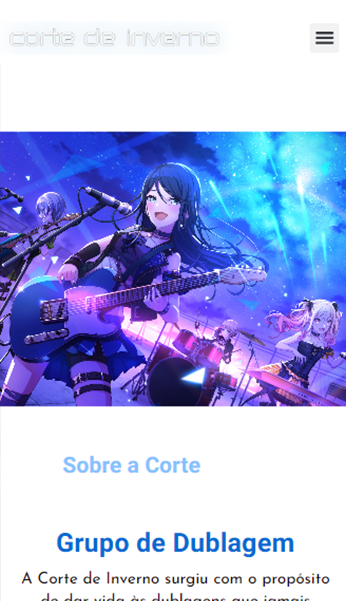 corte de inverno
Sobre a Corte
Grupo de Dublagem
A Corte de Inverno surgiu com o propósito
de dar vida às dublagens que jamais